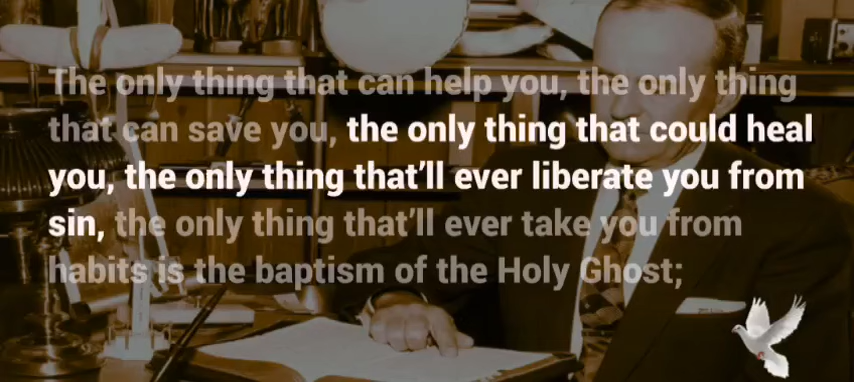 The only thing that can help you, the only thing
that can save you, the only thing that could heal
you, the only thing that'll ever liberate you from
sin, the only thing that'll ever take you from
habits is the baptism of the Holy Ghost;